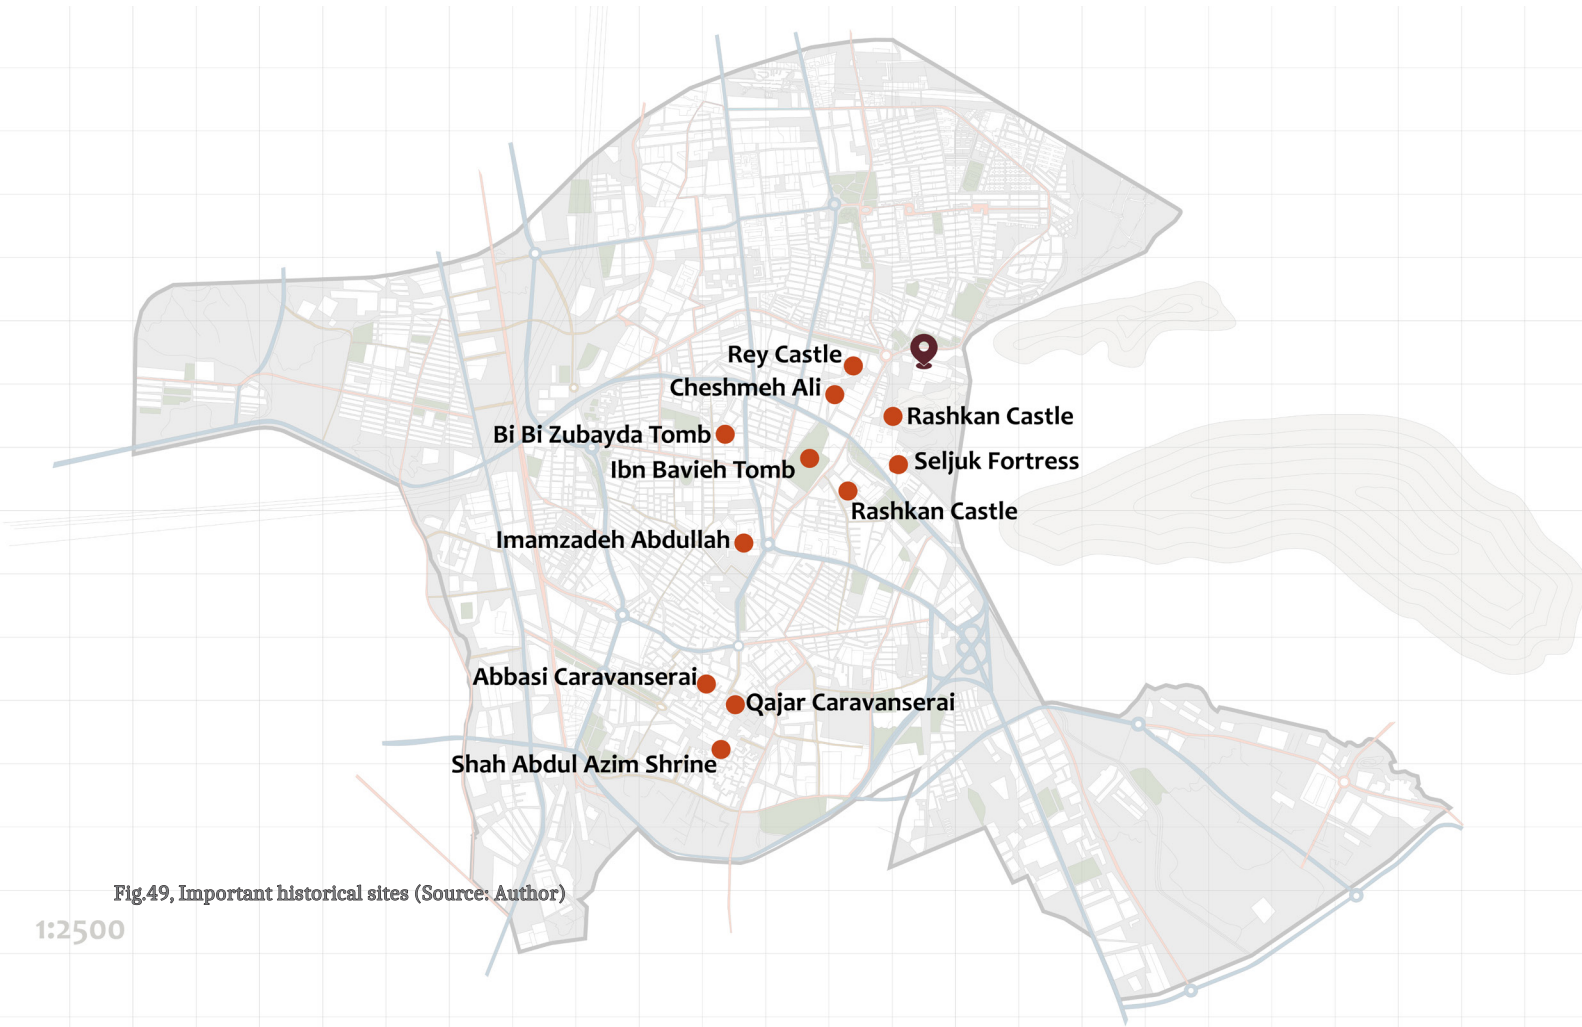 Rey Castle
Cheshmeh Ali
Rashkan Castle
Bi Bi Zubayda Tomb
Ibn Bavieh Tomb
Seljuk Fortress
Rashkan Castle
Imamzadeh Abdullah
Abbasi Caravanserai
Qajar Caravanserai
Shah Abdul Azim Shrine
Fig.49, Important historical sites (Source: Author)
1:2500